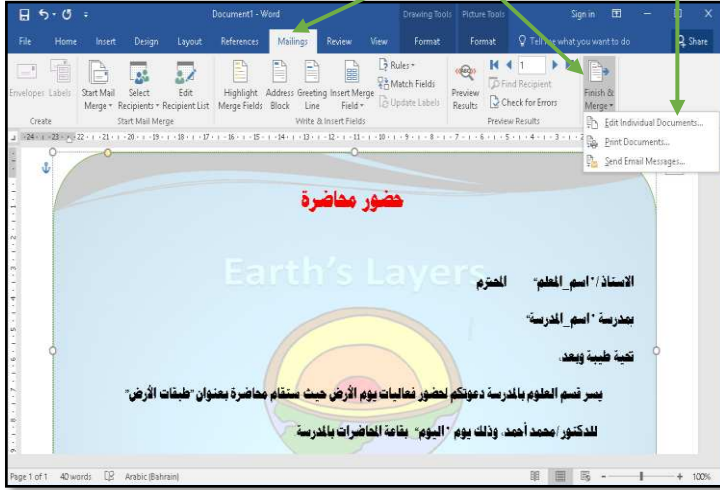 Document1 - Word
Drawing Tools
Picture Tools
Sign in
File Home Insert Design Layout References Mailings Review View Format Format Tell me what you want to do Share
Envelopes Labels
Start Mail Merge
Select Recipients
Edit Recipient List
Highlight Merge Fields
Address Block
Greeting Line
Insert Merge Field
Rules
Match Fields
Update Labels
ABC
Preview Results
1
Find Recipient
Check for Errors
Finish & Merge
Create
Start Mail Merge
Write & Insert Fields
Preview Results
Edit Individual Documents...
Print Documents...
Send Email Messages...
حضور محاضرة
Earth's Layers
الاستاذ /"اسم_المعلم" المحترم
بمدرسة "اسم_المدرسة"
تحية طيبة وبعد،
يسر قسم العلوم بالمدرسة دعوتكم لحضور فعاليات يوم الأرض حيث ستقام محاضرة بعنوان "طبقات الأرض"
للدكتور /محمد أحمد، وذلك يوم "اليوم" بقاعة المحاضرات بالمدرسة
Page 1 of 1 40 words Arabic (Bahrain) 100%